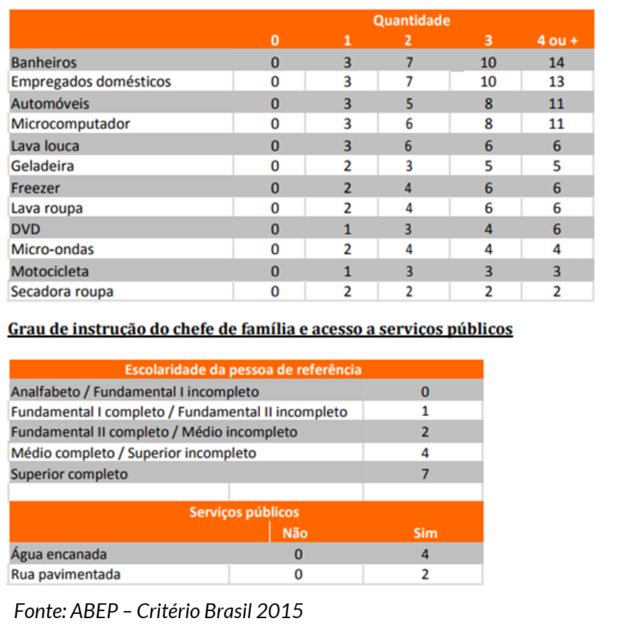 Quantidade
0 1 2 3 4 ou +
Banheiros 0 3 7 10 14
Empregados domésticos 0 3 7 10 13
Automóveis 0 3 5 8 11
Microcomputador 0 3 6 8 11
Lava louca 0 3 6 6 6
Geladeira 0 2 3 5 5
Freezer 0 2 4 6 6
Lava roupa 0 2 4 6 6
DVD 0 1 3 4 6
Micro-ondas 0 2 4 4 4
Motocicleta 0 1 3 3 3
Secadora roupa 0 2 2 2 2
Grau de instrução do chefe de família e acesso a serviços públicos
Escolaridade da pessoa de referência
Analfabeto / Fundamental I incompleto 0
Fundamental I completo / Fundamental II incompleto 1
Fundamental II completo / Médio incompleto 2
Médio completo / Superior incompleto 4
Superior completo 7
Serviços públicos
Não Sim
Água encanada 0 4
Rua pavimentada 0 2
Fonte: ABEP – Critério Brasil 2015